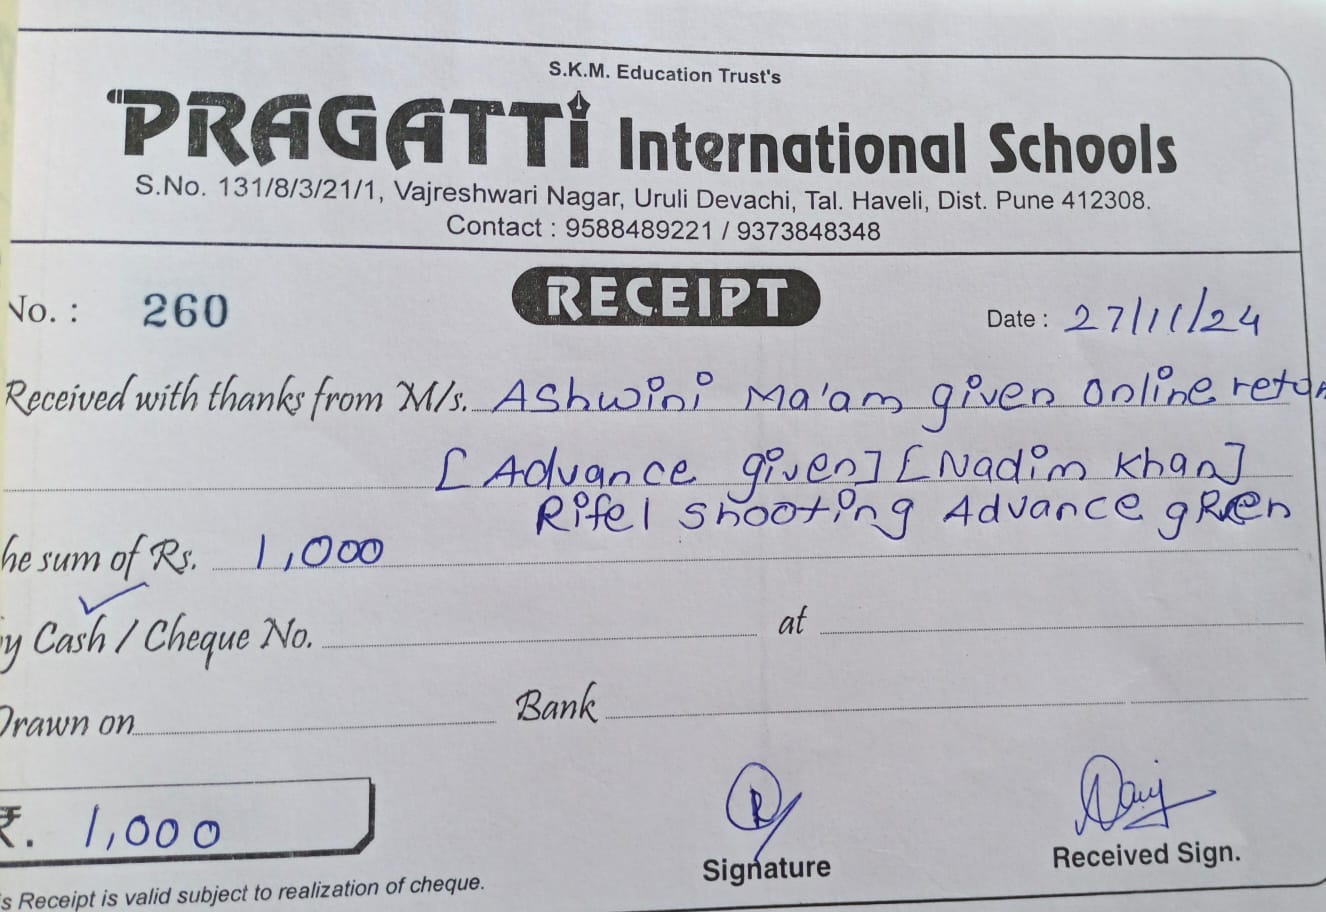 S.K.M. Education Trust's
PRAGATTi International Schools
S.No. 131/8/3/21/1, Vajreshwari Nagar, Uruli Devachi, Tal. Haveli, Dist. Pune 412308.
Contact : 9588489221 / 9373848348
No. : 260 RECEIPT Date : 27/11/24
Received with thanks from M/s. Ashwini Ma'am given online
[Advance given] [Nadim Khan]
Rifel shooting Advance
he sum of Rs. 1,000
y Cash / Cheque No. at
Drawn on Bank
₹. 1,000
Signature Received Sign.
s Receipt is valid subject to realization of cheque.